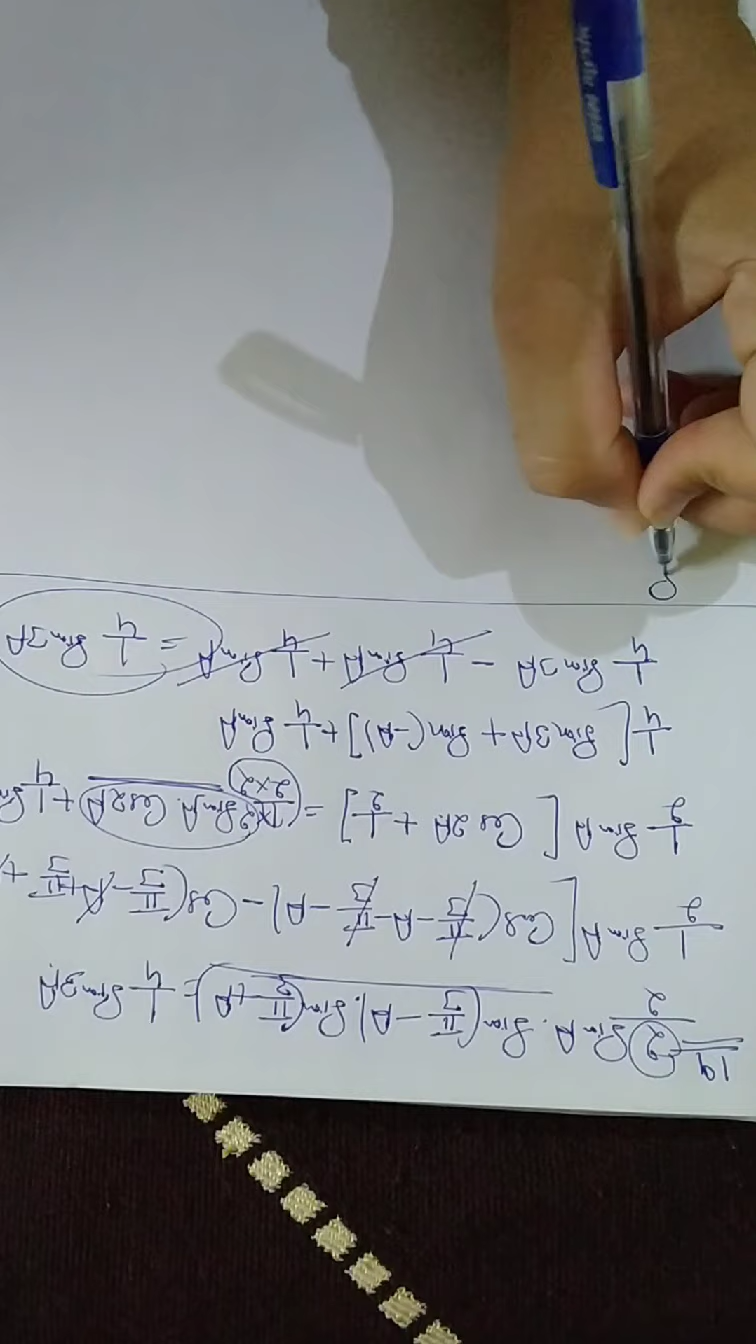 19 2/2 Sin A. Sin(π/3 - A). Sin(π/3 + A) = 1/4 Sin 3A
1/2 Sin A [Cos(π/3 - A - π/3 - A) - Cos(π/3 - A + π/3 +
1/2 Sin A [Cos 2A + 1/2] = 1×2/2×2 Sin A. Cos 2A + 1/4 Sin
1/4 [Sin 3A + Sin(-A)] + 1/4 Sin A
1/4 Sin 3A - 1/4 Sin A + 1/4 Sin A = 1/4 Sin 3A